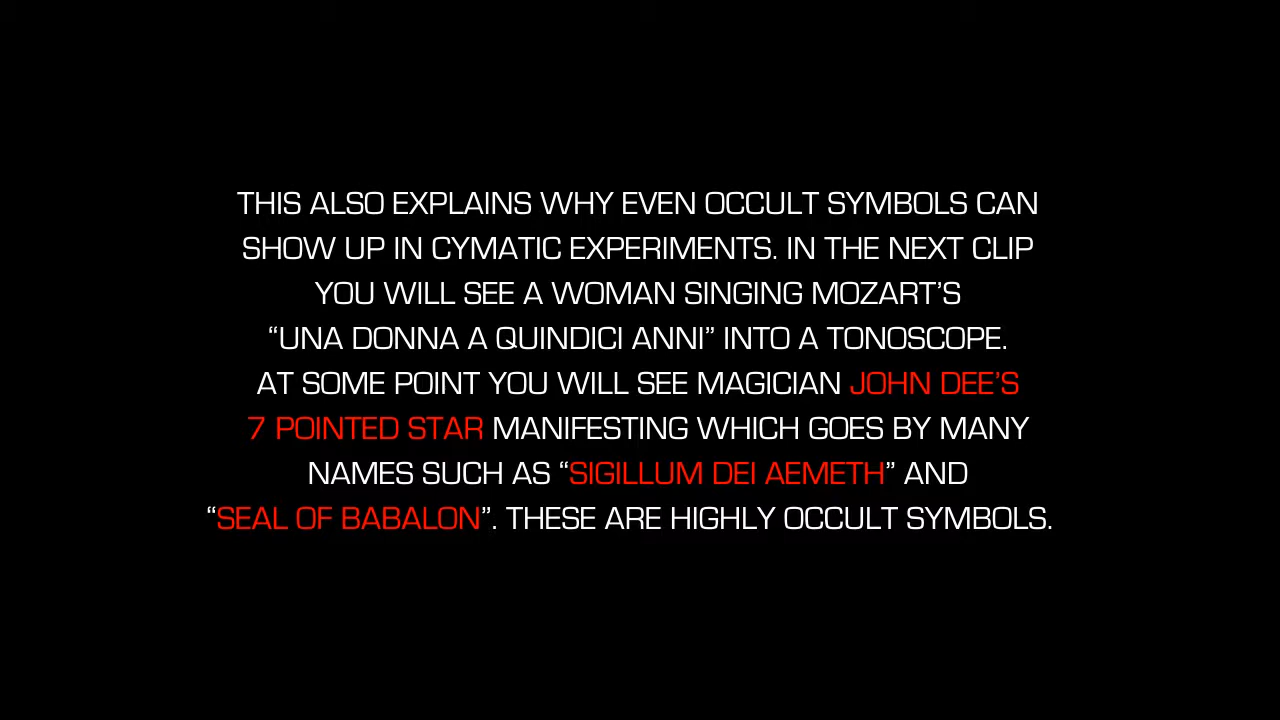 THIS ALSO EXPLAINS WHY EVEN OCCULT SYMBOLS CAN
SHOW UP IN CYMATIC EXPERIMENTS. IN THE NEXT CLIP
YOU WILL SEE A WOMAN SINGING MOZART’S
“UNA DONNA A QUINDICI ANNI” INTO A TONOSCOPE.
AT SOME POINT YOU WILL SEE MAGICIAN JOHN DEE’S
7 POINTED STAR MANIFESTING WHICH GOES BY MANY
NAMES SUCH AS “SIGILLUM DEI AEMETH” AND
“SEAL OF BABALON”. THESE ARE HIGHLY OCCULT SYMBOLS.